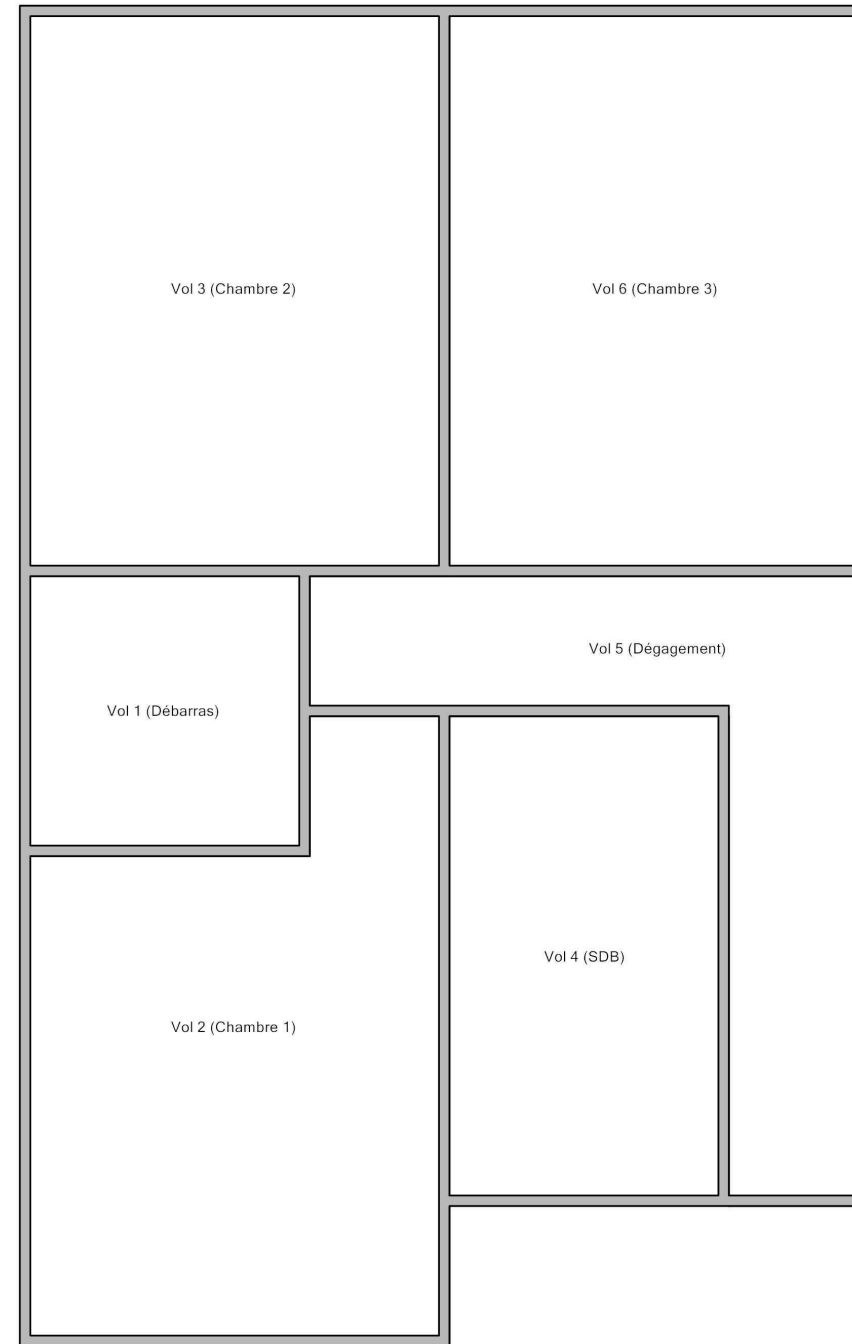 Vol 3 (Chambre 2)
Vol 6 (Chambre 3)
Vol 5 (Dégagement)
Vol 1 (Débarras)
Vol 4 (SDB)
Vol 2 (Chambre 1)